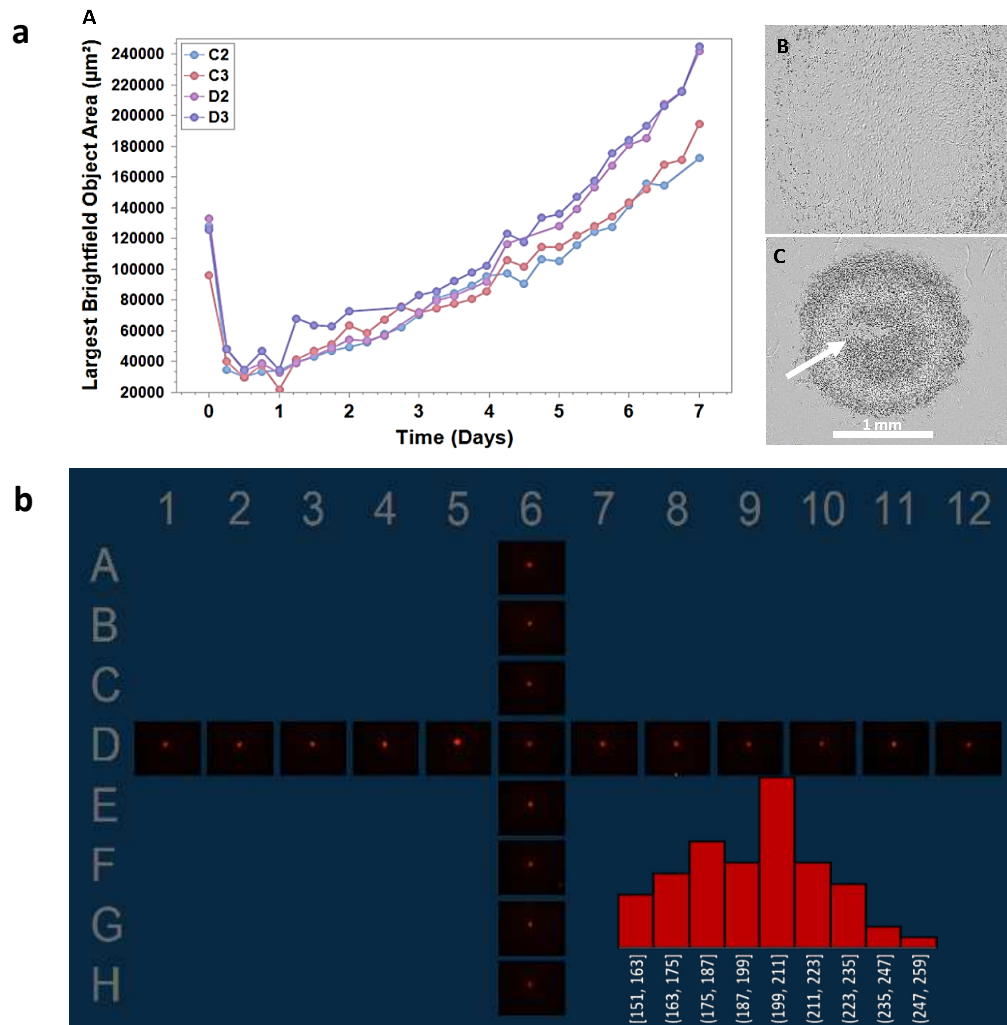 a
A
Largest Brightfield Object Area (µm²)
240000
220000
200000
180000
160000
140000
120000
100000
80000
60000
40000
20000
C2
C3
D2
D3
0 1 2 3 4 5 6 7
Time (Days)
B
C
1 mm
b
1 2 3 4 5 6 7 8 9 10 11 12
A
B
C
D
E
F
G
H
[151, 163]
(163, 175]
(175, 187]
(187, 199]
(199, 211]
(211, 223]
(223, 235]
(235, 247]
(247, 259]